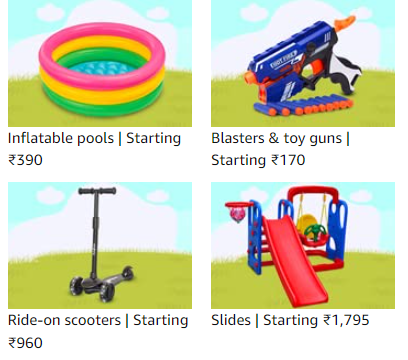 Inflatable pools | Starting
₹390
Blasters & toy guns |
Starting ₹170
Ride-on scooters | Starting
₹960
Slides | Starting ₹1,795